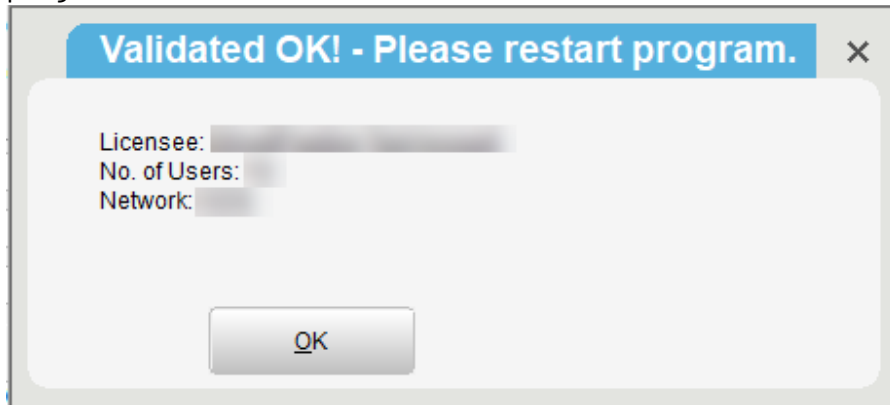 Validated OK! - Please restart program.
Licensee:
No. of Users:
Network:
OK